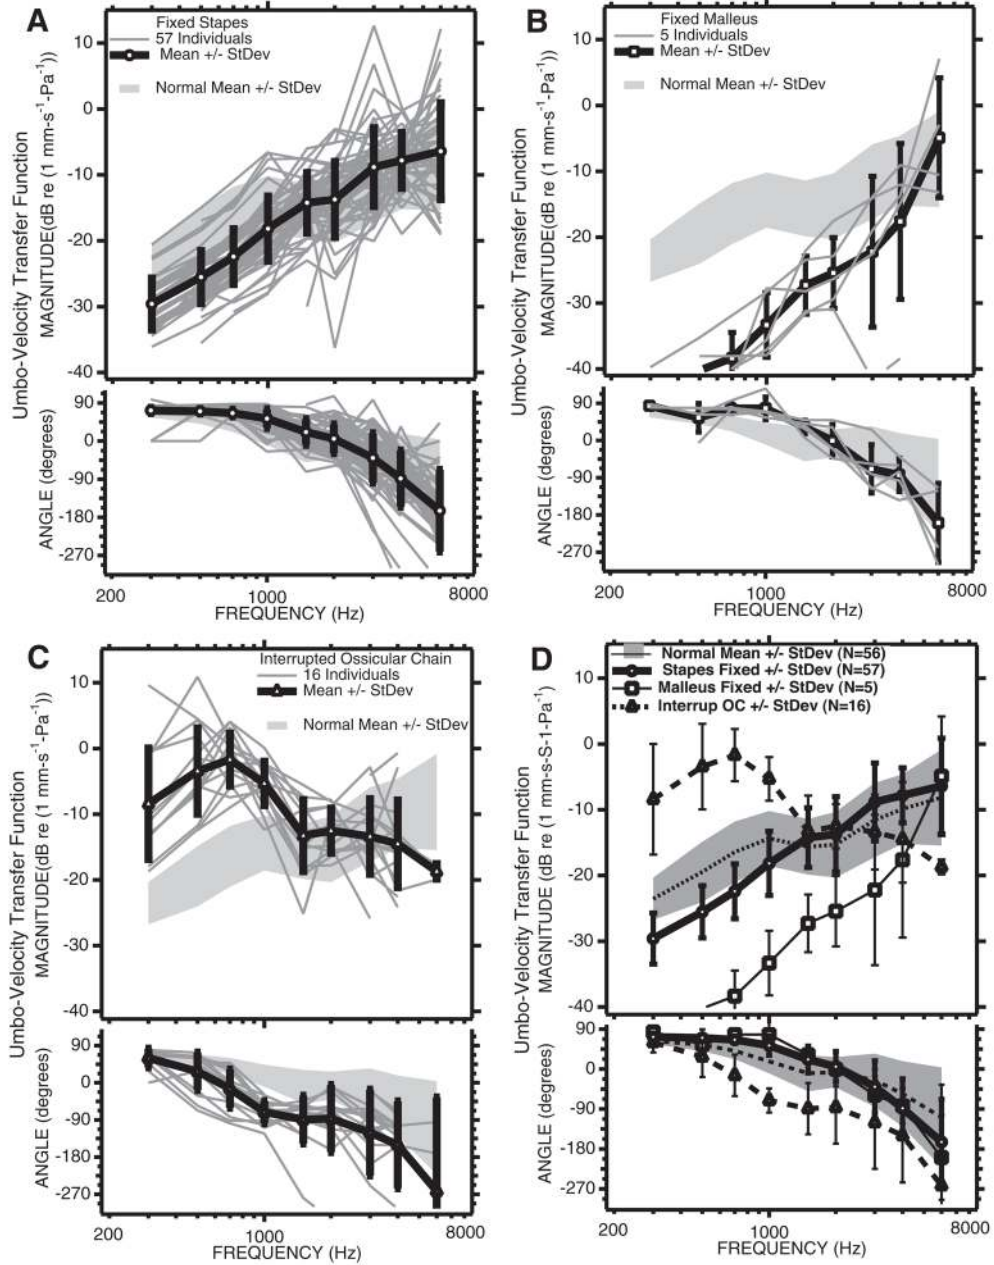 A
Fixed Stapes
57 Individuals
Mean +/- StDev
Normal Mean +/- StDev
Umbo-Velocity Transfer Function
MAGNITUDE(dB re (1 mm-s⁻¹-Pa⁻¹))
10
0
-10
-20
-30
-40
ANGLE (degrees)
90
0
-90
-180
-270
200
1000
8000
FREQUENCY (Hz)
B
Fixed Malleus
5 Individuals
Mean +/- StDev
Normal Mean +/- StDev
Umbo-Velocity Transfer Function
MAGNITUDE(dB re (1 mm-s⁻¹-Pa⁻¹))
10
0
-10
-20
-30
-40
ANGLE (degrees)
90
0
-90
-180
-270
200
1000
8000
FREQUENCY (Hz)
C
Interrupted Ossicular Chain
16 Individuals
Mean +/- StDev
Normal Mean +/- StDev
Umbo-Velocity Transfer Function
MAGNITUDE(dB re (1 mm-s⁻¹-Pa⁻¹))
10
0
-10
-20
-30
-40
ANGLE (degrees)
90
0
-90
-180
-270
200
1000
8000
FREQUENCY (Hz)
D
Normal Mean +/- StDev (N=56)
Stapes Fixed +/- StDev (N=57)
Malleus Fixed +/- StDev (N=5)
Interrup OC +/- StDev (N=16)
Umbo-Velocity Transfer Function
MAGNITUDE (dB re (1 mm-s-S-1-Pa⁻¹)
10
0
-10
-20
-30
-40
ANGLE (degrees)
90
0
-90
-180
-270
200
1000
8000
FREQUENCY (Hz)